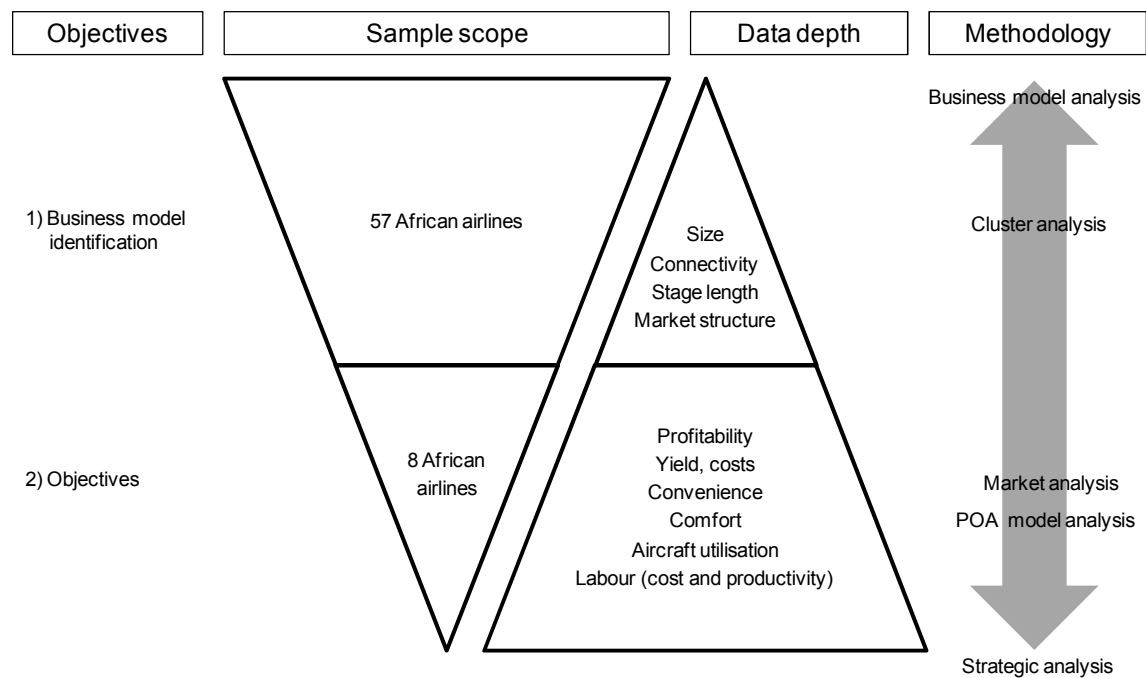 Objectives
Sample scope
Data depth
Methodology
Business model analysis
1) Business model
identification
57 African airlines
Size
Connectivity
Stage length
Market structure
Cluster analysis
2) Objectives
8 African
airlines
Profitability
Yield, costs
Convenience
Comfort
Aircraft utilisation
Labour (cost and productivity)
Market analysis
POA model analysis
Strategic analysis